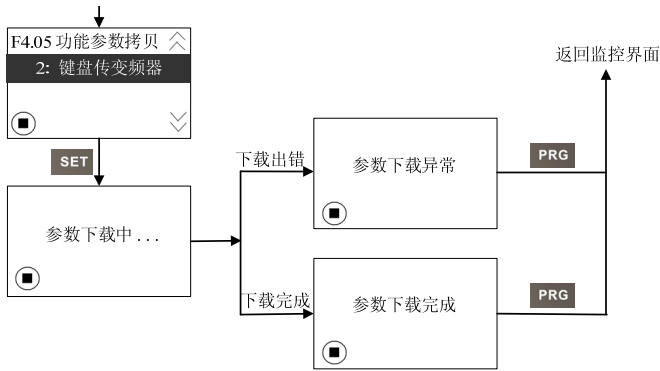 F4.05 功能参数拷贝
2: 键盘传变频器
返回监控界面
SET
下载出错
参数下载异常
PRG
参数下载中...
下载完成
参数下载完成
PRG